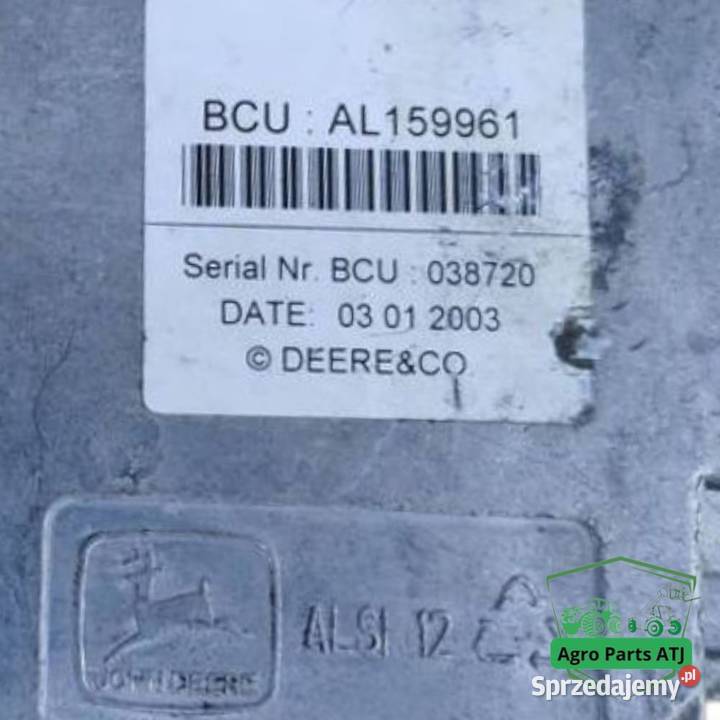 BCU : AL159961
Serial Nr. BCU : 038720
DATE: 03 01 2003
© DEERE&CO
ALSI 12
JOHN DEERE
Agro Parts ATJ
Sprzedajemy.pl